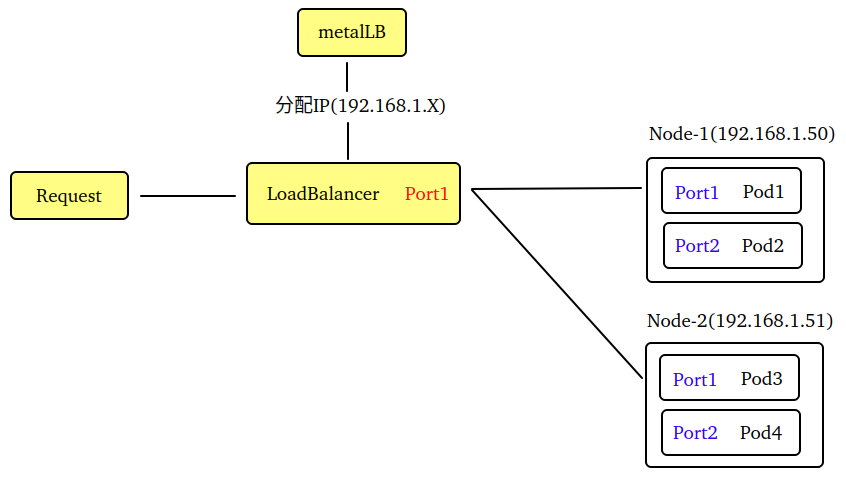 metalLB
分配IP(192.168.1.X)
Request
LoadBalancer Port1
Node-1(192.168.1.50)
Port1 Pod1
Port2 Pod2
Node-2(192.168.1.51)
Port1 Pod3
Port2 Pod4